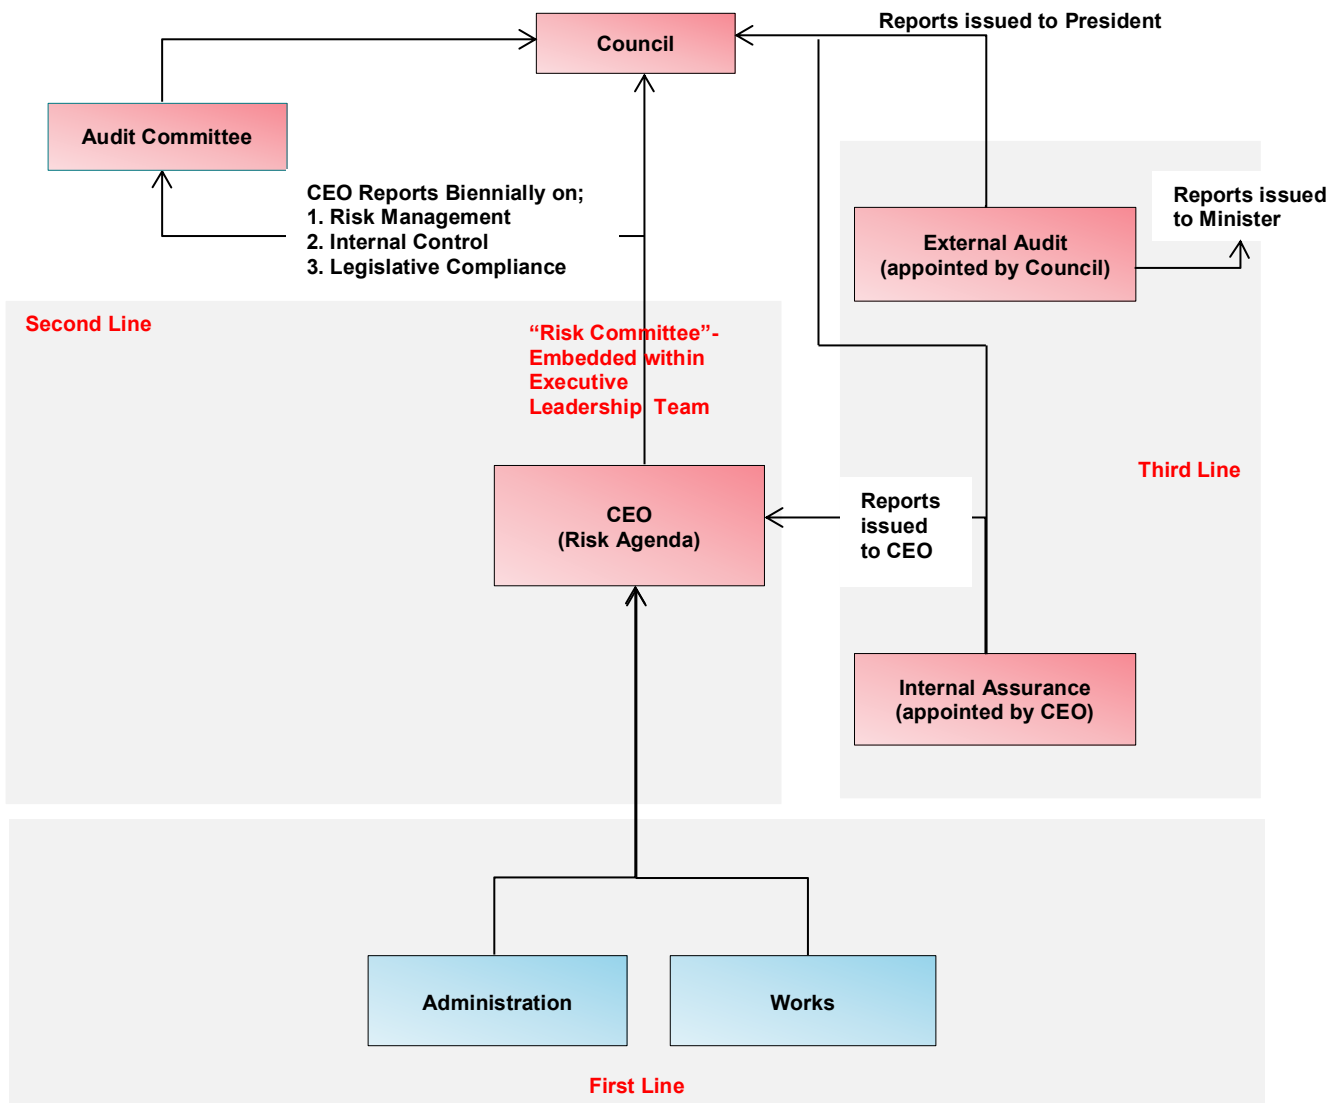 Reports issued to President
Council
Audit Committee
CEO Reports Biennially on;
1. Risk Management
2. Internal Control
3. Legislative Compliance
Reports issued
to Minister
External Audit
(appointed by Council)
Second Line
“Risk Committee”-
Embedded within
Executive
Leadership Team
Third Line
CEO
(Risk Agenda)
Reports
issued
to CEO
Internal Assurance
(appointed by CEO)
Administration
Works
First Line